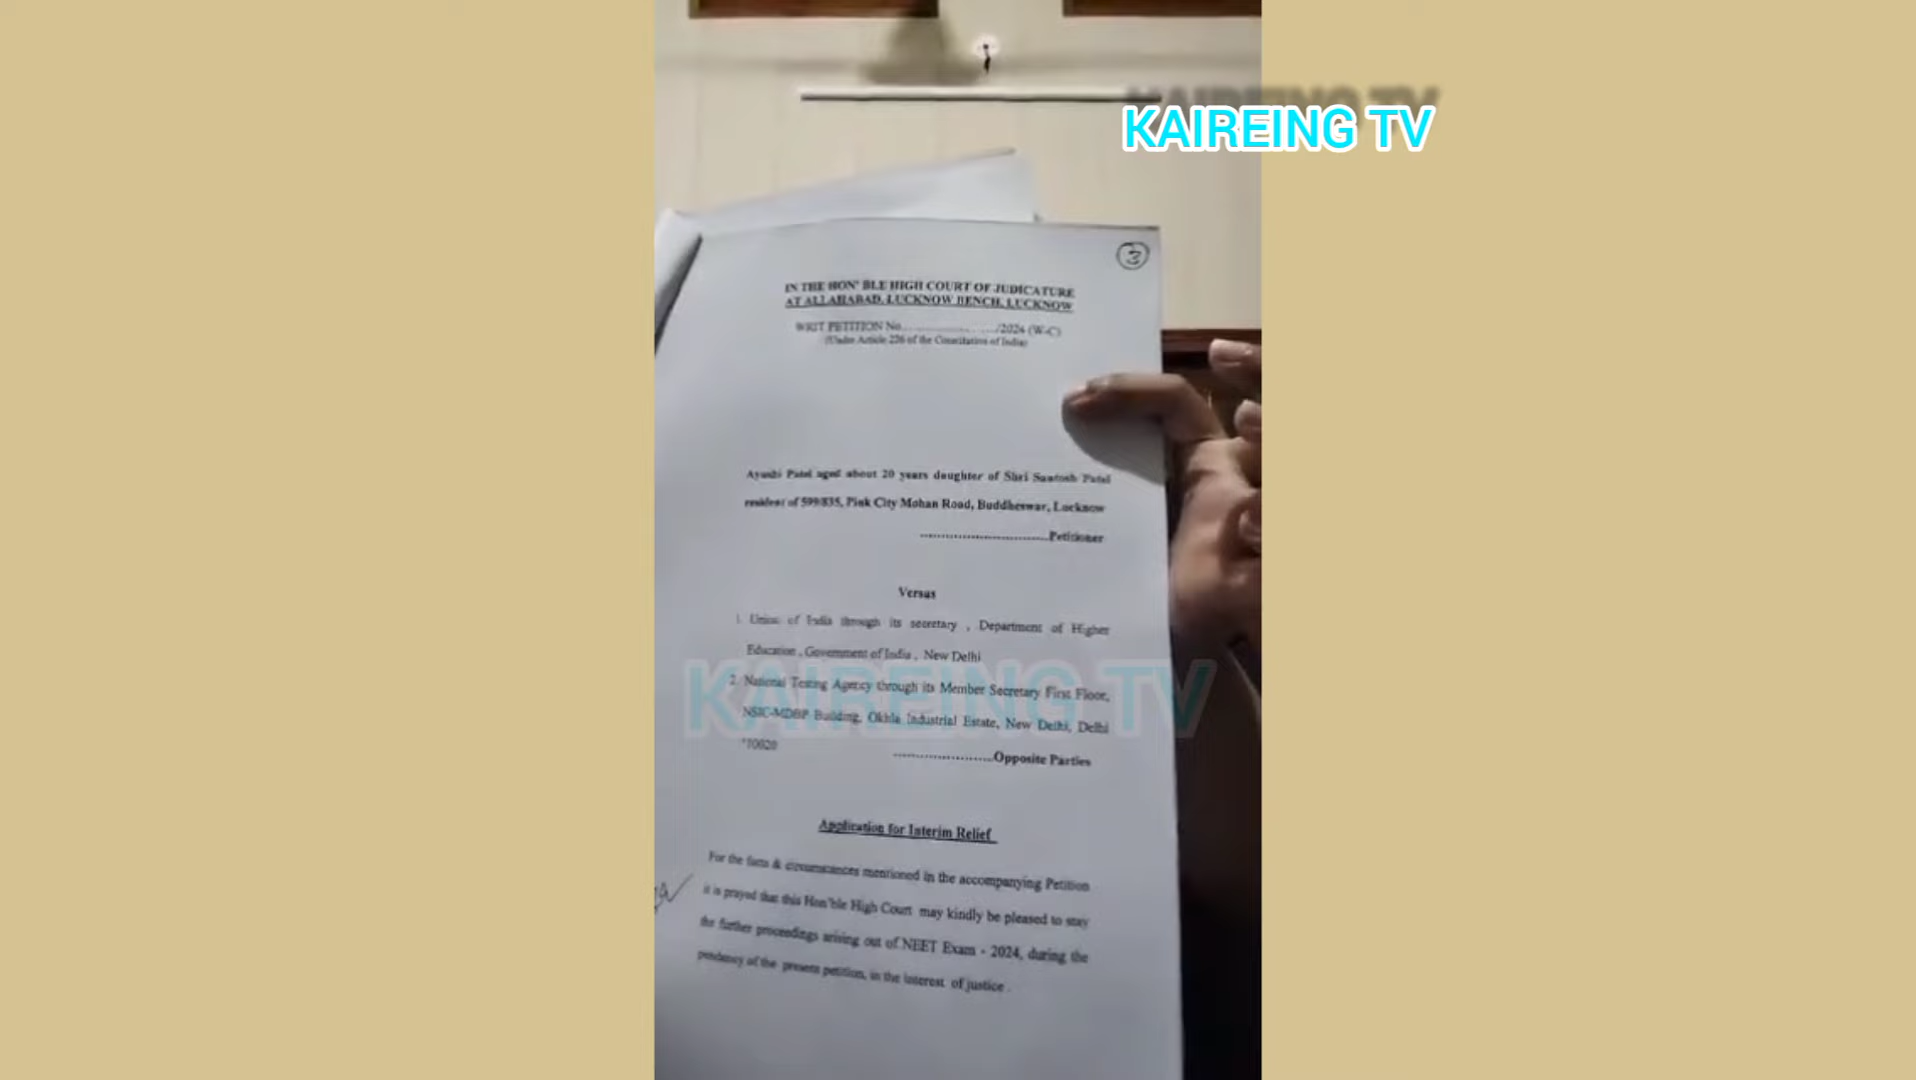 KAIREING TV
3
IN THE HON' BLE HIGH COURT OF JUDICATURE
AT ALLAHABAD, LUCKNOW BENCH, LUCKNOW
WRIT PETITION No..................../2024 (W-C)
(Under Article 226 of the Constitution of India)
Ayushi Patel aged about 20 years daughter of Shri Santosh Patel
resident of 599/835, Pink City Mohan Road, Buddheswar, Lucknow
..............................Petitioner
Versus
1. Union of India through its secretary , Department of Higher
Education , Government of India , New Delhi
2. National Testing Agency through its Member Secretary First Floor,
KAIREING TV
NSIC-MDBP Building, Okhla Industrial Estate, New Delhi, Delhi
.......................Opposite Parties
Application for Interim Relief
For the facts & circumstances mentioned in the accompanying Petition
it is prayed that this Hon'ble High Court may kindly be pleased to stay
the further proceedings arising out of NEET Exam - 2024, during the
pendency of the present petition, in the interest of justice .